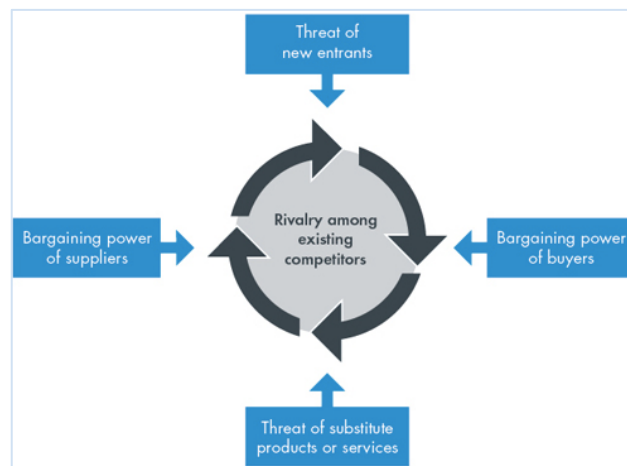 Threat of
new entrants
Bargaining power
of suppliers
Rivalry among
existing
competitors
Bargaining power
of buyers
Threat of substitute
products or services